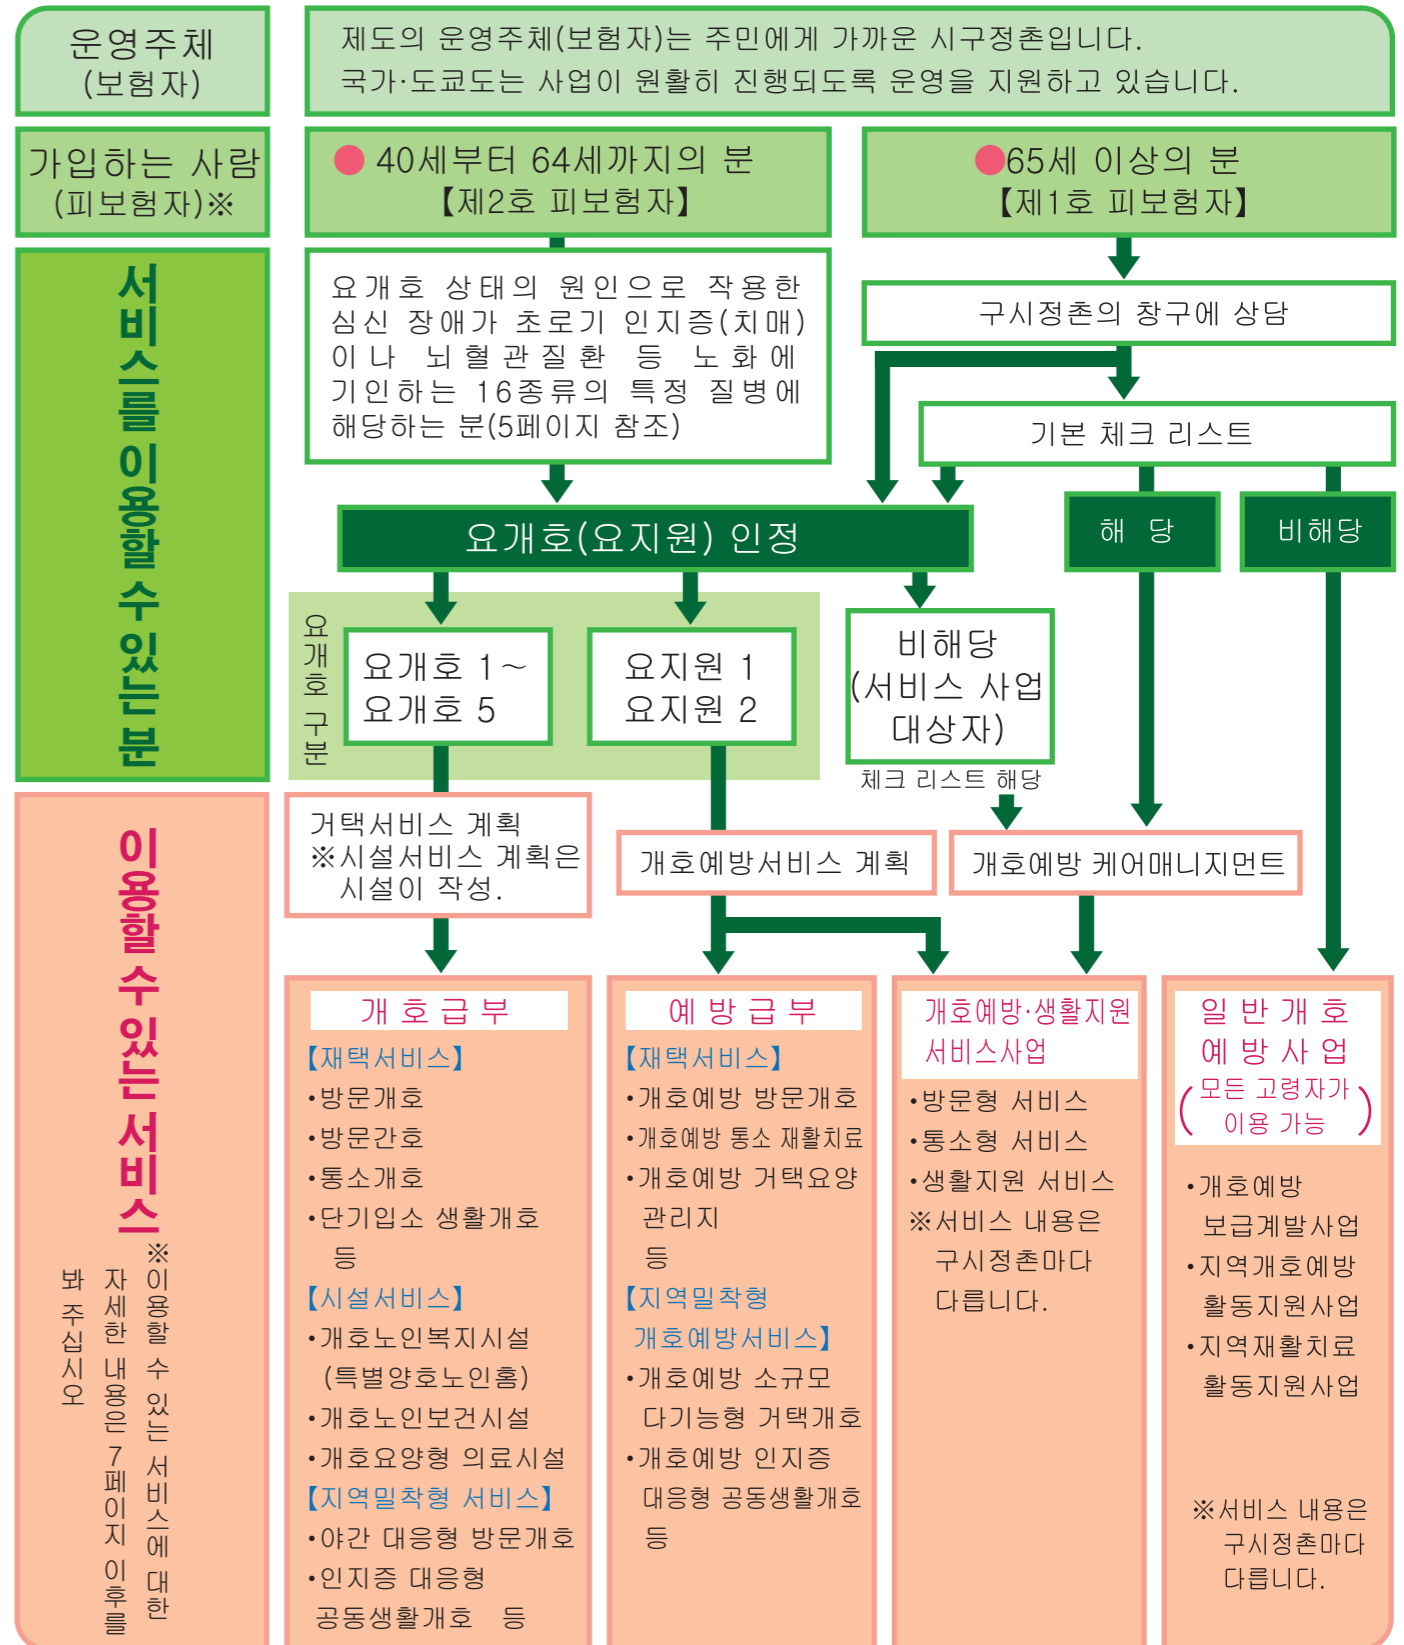 운영주체
(보험자)
제도의 운영주체(보험자)는 주민에게 가까운 시구정촌입니다.
국가·도쿄도는 사업이 원활히 진행되도록 운영을 지원하고 있습니다.
가입하는 사람
(피보험자)※
● 40세부터 64세까지의 분
【제2호 피보험자】
●65세 이상의 분
【제1호 피보험자】
서비스를 이용할 수 있는 분
요개호 상태의 원인으로 작용한
심신 장애가 초로기 인지증(치매)
이나 뇌혈관질환 등 노화에
기인하는 16종류의 특정 질병에
해당하는 분(5페이지 참조)
구시정촌의 창구에 상담
기본 체크 리스트
요개호(요지원) 인정
해 당
비해당
요개호 구분
요개호 1～
요개호 5
요지원 1
요지원 2
비해당
(서비스 사업
대상자)
체크 리스트 해당
이용할 수 있는 서비스
※이용할 수 있는 서비스에 대한
자세한 내용은 7페이지 이후를
봐 주십시오
거택서비스 계획
※시설서비스 계획은
시설이 작성.
개호예방서비스 계획
개호예방 케어매니지먼트
개호급부
【재택서비스】
•방문개호
•방문간호
•통소개호
•단기입소 생활개호
등
【시설서비스】
•개호노인복지시설
(특별양호노인홈)
•개호노인보건시설
•개호요양형 의료시설
【지역밀착형 서비스】
•야간 대응형 방문개호
•인지증 대응형
공동생활개호 등
예방급부
【재택서비스】
•개호예방 방문개호
•개호예방 통소 재활치료
•개호예방 거택요양
관리지
등
【지역밀착형
개호예방서비스】
•개호예방 소규모
다기능형 거택개호
•개호예방 인지증
대응형 공동생활개호
등
개호예방·생활지원
서비스사업
•방문형 서비스
•통소형 서비스
•생활지원 서비스
※서비스 내용은
구시정촌마다
다릅니다.
일반개호
예방사업
(모든 고령자가
이용 가능)
•개호예방
보급계발사업
•지역개호예방
활동지원사업
•지역재활치료
활동지원사업
※서비스 내용은
구시정촌마다
다릅니다.